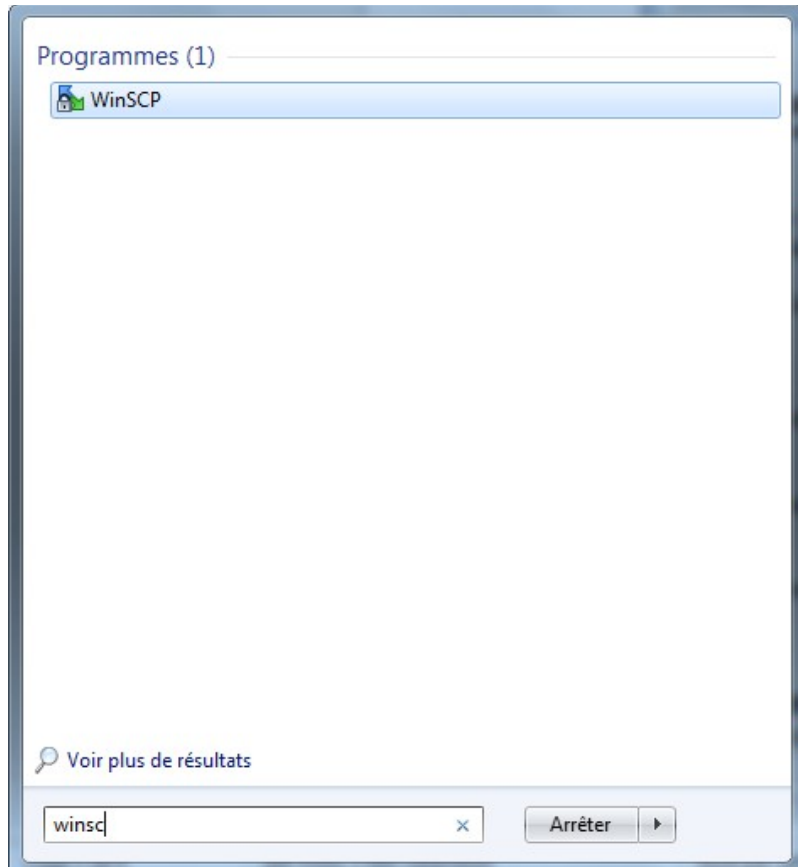 Programmes (1)
WinSCP
Voir plus de résultats
winsc
Arrêter